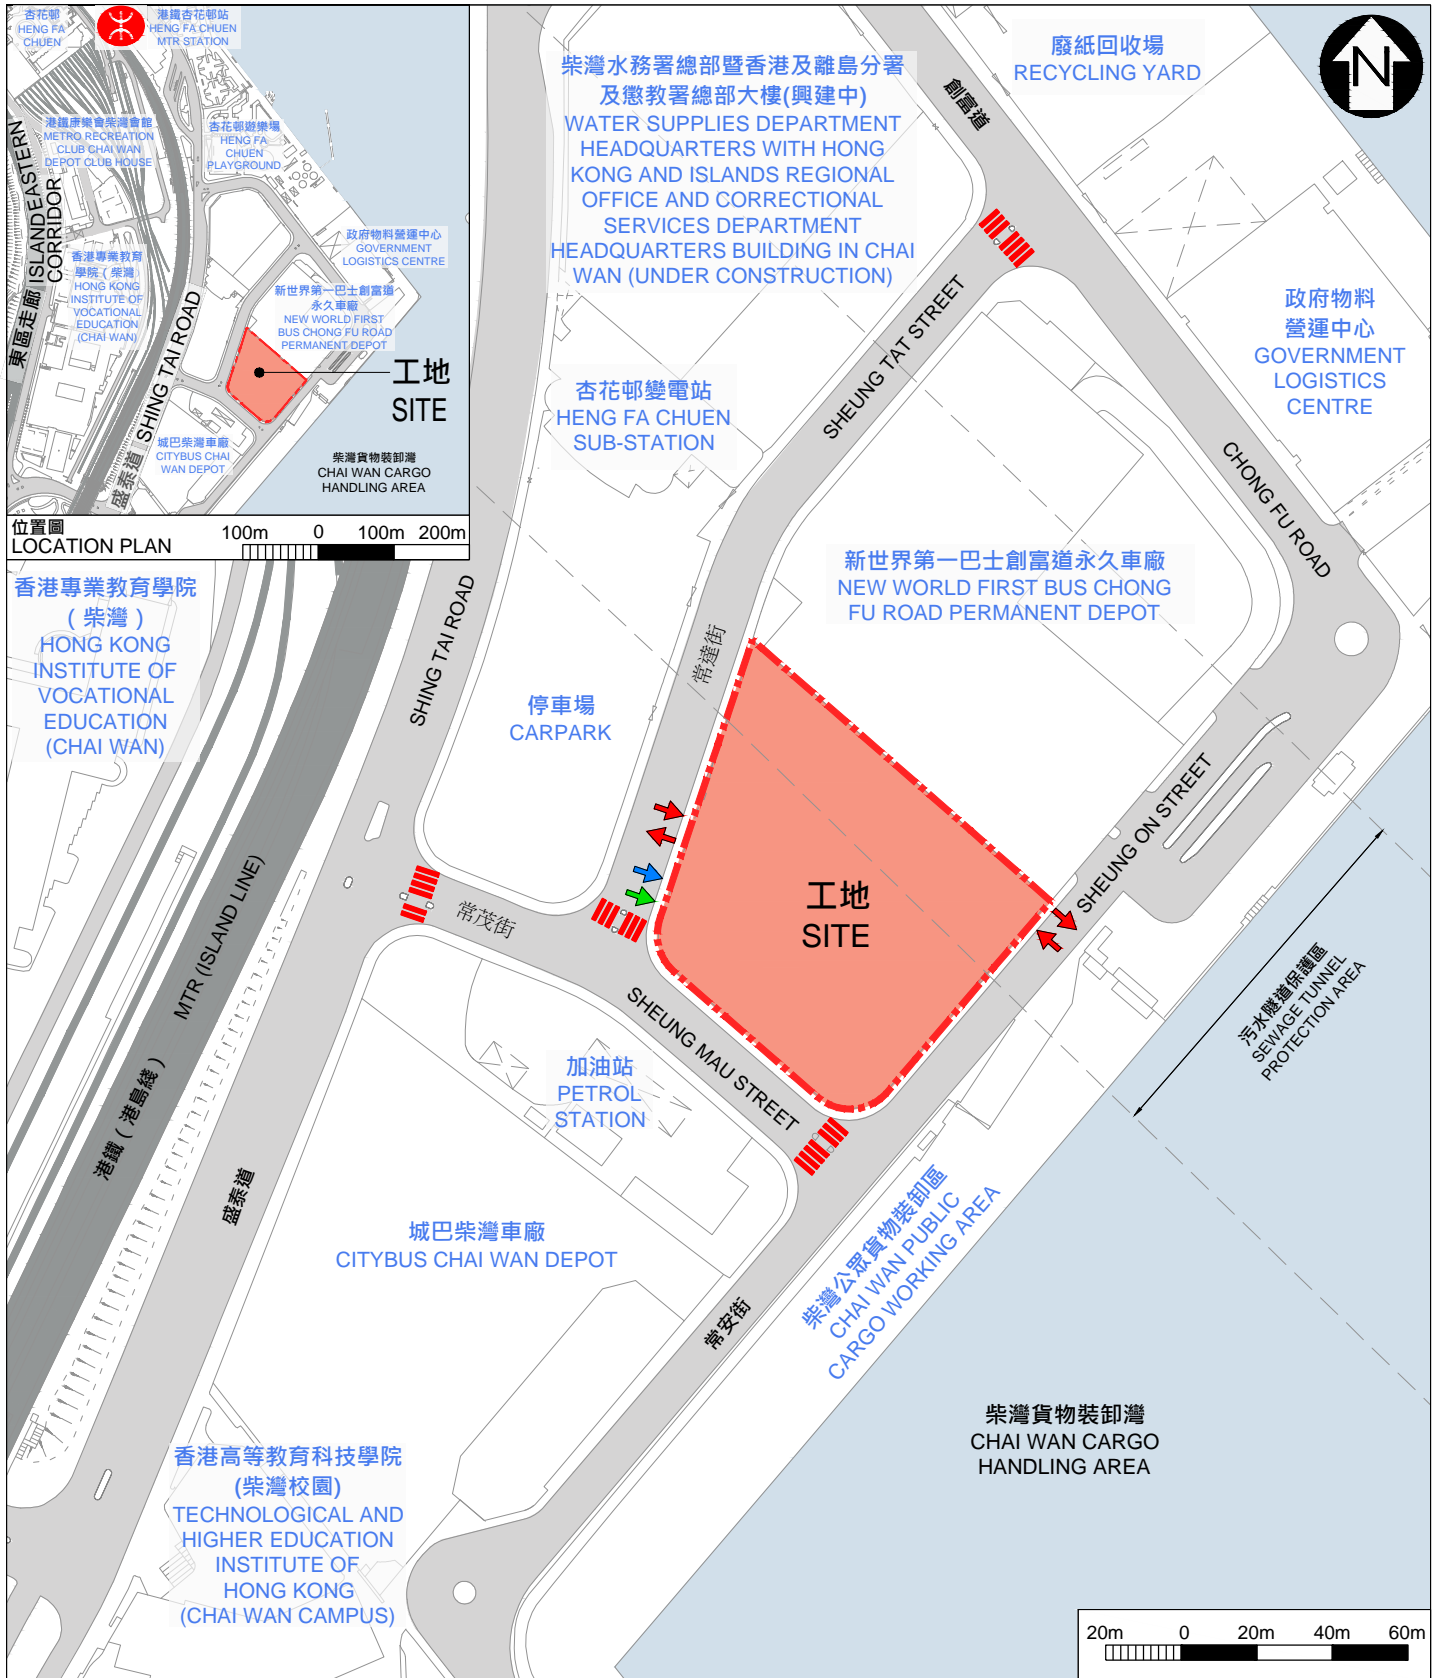 杏花邨
HENG FA
CHUEN
港鐵杏花邨站
HENG FA CHUEN
MTR STATION
港鐵康樂會柴灣會館
METRO RECREATION
CLUB CHAI WAN
DEPOT CLUB HOUSE
杏花邨遊樂場
HENG FA
CHUEN
PLAYGROUND
東區走廊 ISLAND EASTERN
CORRIDOR
香港專業教育
學院 ( 柴灣 )
HONG KONG
INSTITUTE OF
VOCATIONAL
EDUCATION
(CHAI WAN)
政府物料營運中心
GOVERNMENT
LOGISTICS CENTRE
新世界第一巴士創富道
永久車廠
NEW WORLD FIRST
BUS CHONG FU ROAD
PERMANENT DEPOT
工地
SITE
盛泰道 SHING TAI ROAD
城巴柴灣車廠
CITYBUS CHAI
WAN DEPOT
柴灣貨物裝卸灣
CHAI WAN CARGO
HANDLING AREA
位置圖
LOCATION PLAN
100m 0 100m 200m
柴灣水務署總部暨香港及離島分署
及懲教署總部大樓(興建中)
WATER SUPPLIES DEPARTMENT
HEADQUARTERS WITH HONG
KONG AND ISLANDS REGIONAL
OFFICE AND CORRECTIONAL
SERVICES DEPARTMENT
HEADQUARTERS BUILDING IN CHAI
WAN (UNDER CONSTRUCTION)
創富道
廢紙回收場
RECYCLING YARD
N
政府物料
營運中心
GOVERNMENT
LOGISTICS
CENTRE
SHEUNG TAT STREET
杏花邨變電站
HENG FA CHUEN
SUB-STATION
CHONG FU ROAD
新世界第一巴士創富道永久車廠
NEW WORLD FIRST BUS CHONG
FU ROAD PERMANENT DEPOT
香港專業教育學院
( 柴灣 )
HONG KONG
INSTITUTE OF
VOCATIONAL
EDUCATION
(CHAI WAN)
SHING TAI ROAD
常達街
停車場
CARPARK
工地
SITE
SHEUNG ON STREET
常茂街
MTR (ISLAND LINE)
港鐵 ( 港島綫 )
SHEUNG MAU STREET
污水隧道保護區
SEWAGE TUNNEL
PROTECTION AREA
加油站
PETROL
STATION
盛泰道
城巴柴灣車廠
CITYBUS CHAI WAN DEPOT
常安街
柴灣公眾貨物裝卸區
CHAI WAN PUBLIC
CARGO WORKING AREA
柴灣貨物裝卸灣
CHAI WAN CARGO
HANDLING AREA
香港高等教育科技學院
(柴灣校園)
TECHNOLOGICAL AND
HIGHER EDUCATION
INSTITUTE OF
HONG KONG
(CHAI WAN CAMPUS)
20m 0 20m 40m 60m